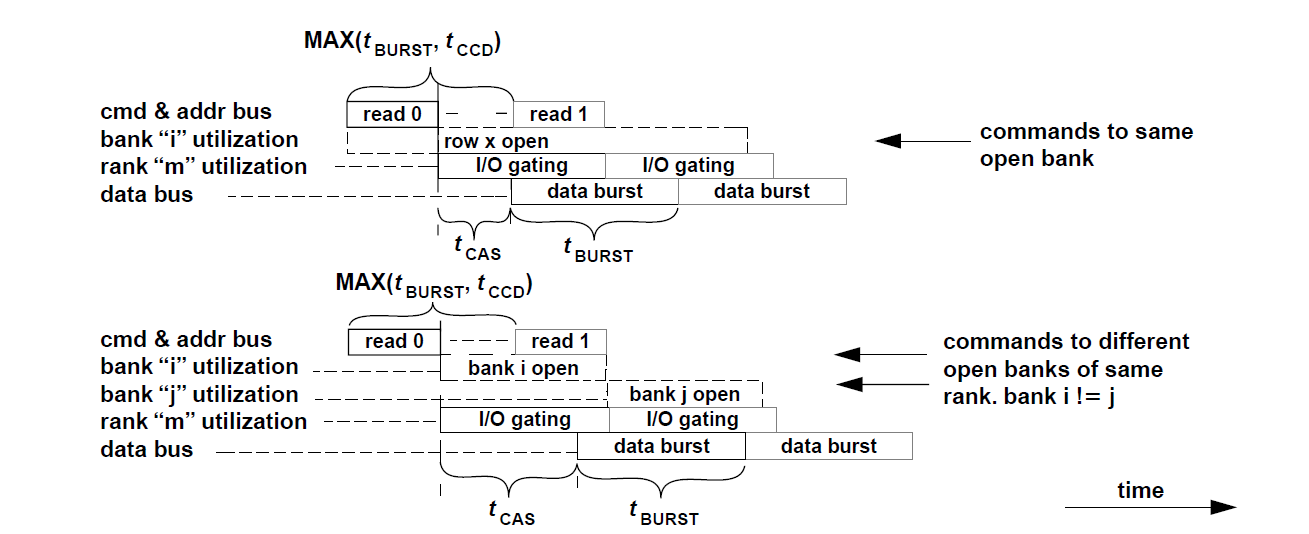 MAX(tBURST, tCCD)
cmd & addr bus
read 0
read 1
bank “i” utilization
row x open
rank “m” utilization
I/O gating
I/O gating
data bus
data burst
data burst
commands to same
open bank
tCAS
tBURST
MAX(tBURST, tCCD)
cmd & addr bus
read 0
read 1
bank “i” utilization
bank i open
bank “j” utilization
bank j open
rank “m” utilization
I/O gating
I/O gating
data bus
data burst
data burst
commands to different
open banks of same
rank. bank i != j
tCAS
tBURST
time